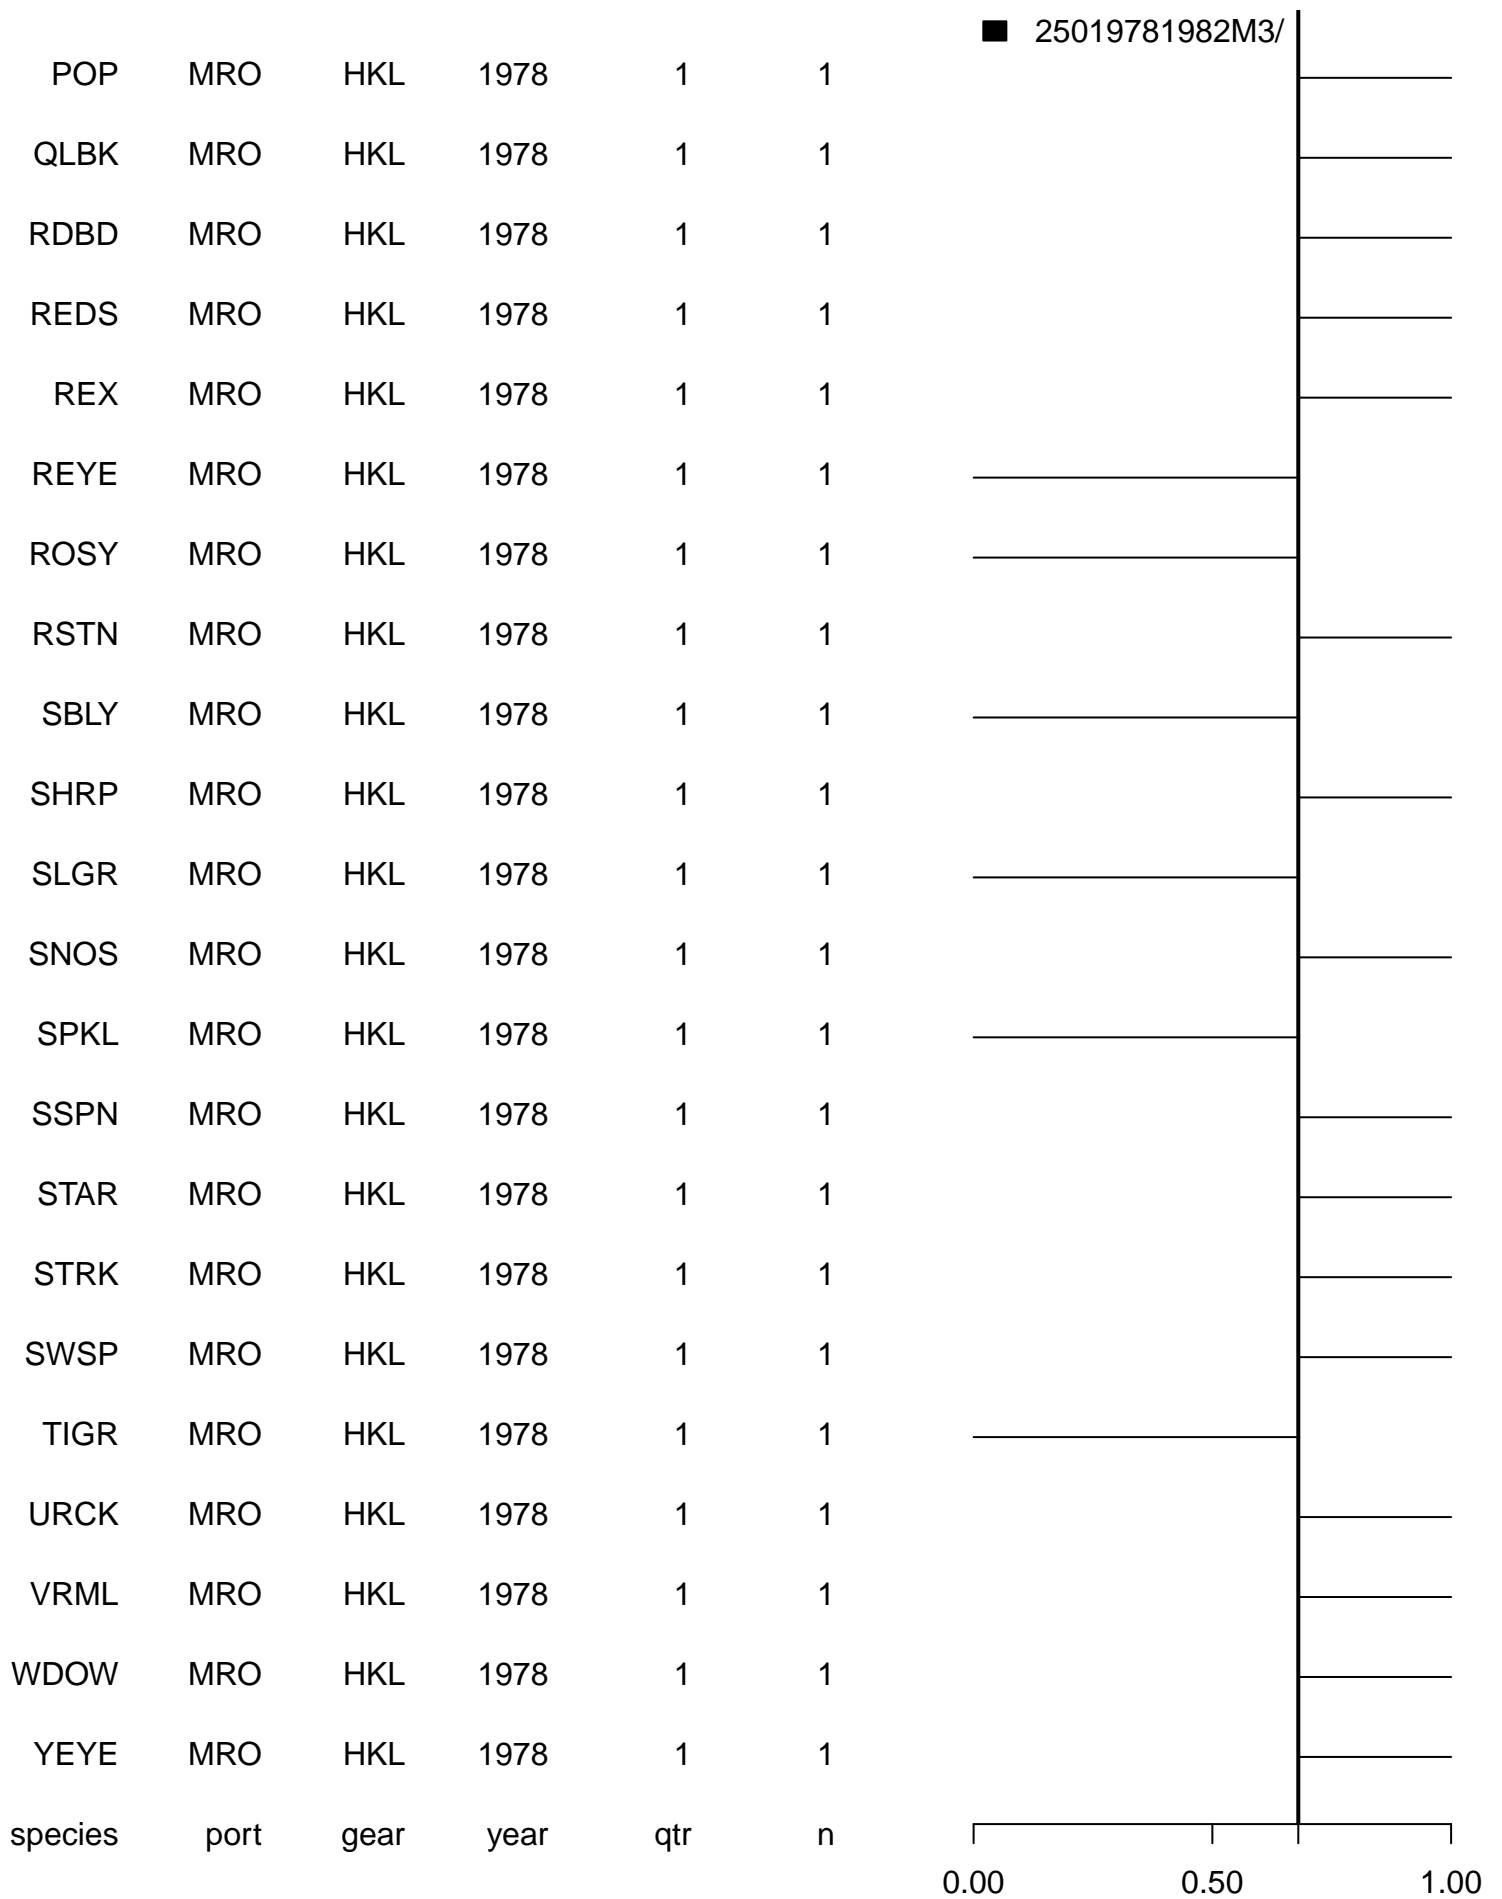 25019781982M3/
POP MRO HKL 1978 1 1
QLBK MRO HKL 1978 1 1
RDBD MRO HKL 1978 1 1
REDS MRO HKL 1978 1 1
REX MRO HKL 1978 1 1
REYE MRO HKL 1978 1 1
ROSY MRO HKL 1978 1 1
RSTN MRO HKL 1978 1 1
SBLY MRO HKL 1978 1 1
SHRP MRO HKL 1978 1 1
SLGR MRO HKL 1978 1 1
SNOS MRO HKL 1978 1 1
SPKL MRO HKL 1978 1 1
SSPN MRO HKL 1978 1 1
STAR MRO HKL 1978 1 1
STRK MRO HKL 1978 1 1
SWSP MRO HKL 1978 1 1
TIGR MRO HKL 1978 1 1
URCK MRO HKL 1978 1 1
VRML MRO HKL 1978 1 1
WDOW MRO HKL 1978 1 1
YEYE MRO HKL 1978 1 1
species port gear year qtr n
0.00 0.50 1.00